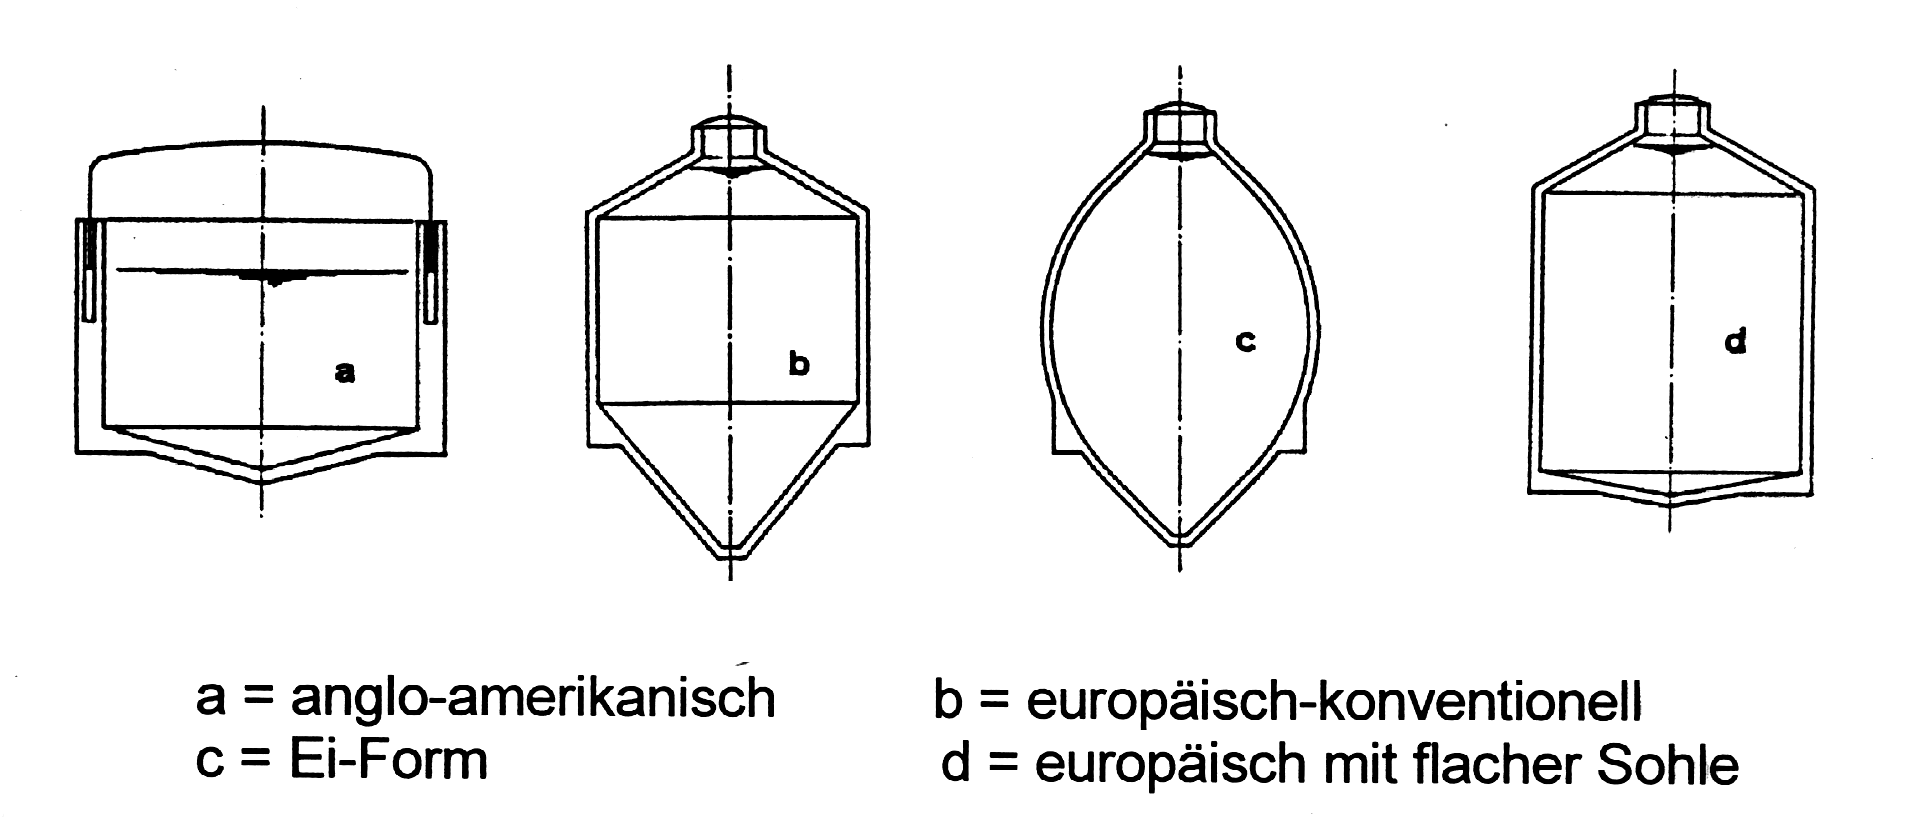 a
b
c
d
a = anglo-amerikanisch
b = europäisch-konventionell
c = Ei-Form
d = europäisch mit flacher Sohle